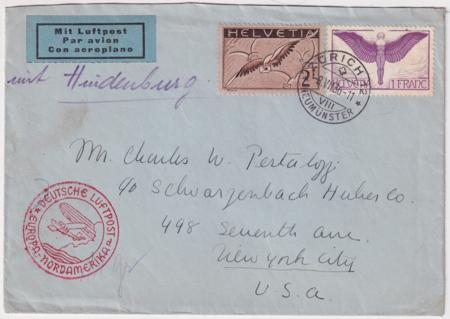 Mit Luftpost
Par avion
Con aeroplano
mit Hindenburg.
HELVETIA
2
1 FRANC
ZÜRICH
NEUMÜNSTER
VIII
Mr. Charles W. Pestalozzi
c/o Schwarzenbach Huber Co.
498 Seventh Ave.
New York City
U.S.A.
DEUTSCHE LUFTPOST
EUROPA-NORDAMERIKA